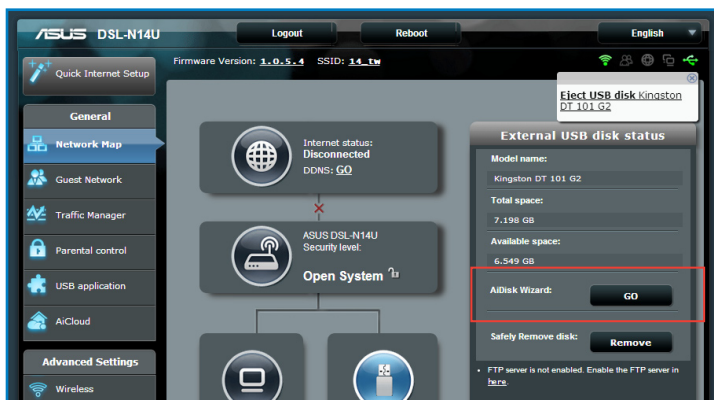 ASUS DSL-N14U
Logout
Reboot
English
Quick Internet Setup
Firmware Version: 1.0.5.4 SSID: 14_tw
Eject USB disk Kingston
DT 101 G2
General
Network Map
Guest Network
Traffic Manager
Parental control
USB application
AiCloud
Advanced Settings
Wireless
Internet status:
Disconnected
DDNS: GO
ASUS DSL-N14U
Security level:
Open System
External USB disk status
Model name:
Kingston DT 101 G2
Total space:
7.198 GB
Available space:
6.549 GB
AiDisk Wizard:
GO
Safely Remove disk:
Remove
FTP server is not enabled. Enable the FTP server in
here.